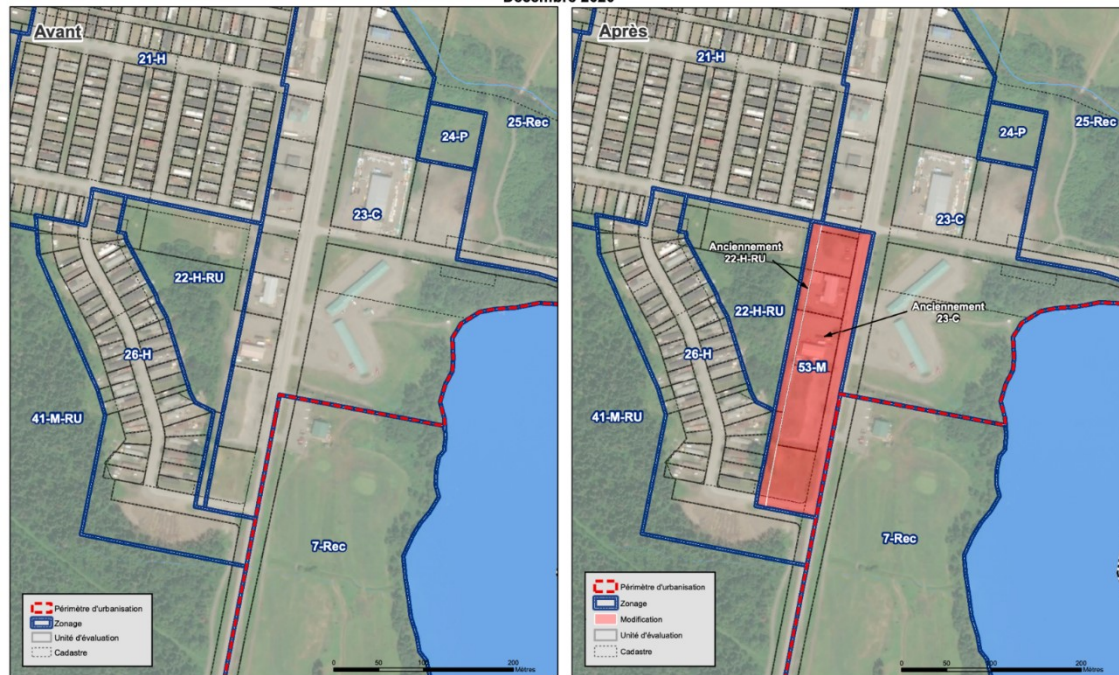 Décembre 2020
Avant
21-H
24-P
25-Rec
23-C
22-H-RU
26-H
41-M-RU
7-Rec
Périmètre d'urbanisation
Zonage
Unité d'évaluation
Cadastre
0 50 100 200
Mètres
Après
21-H
24-P
25-Rec
23-C
Anciennement
22-H-RU
22-H-RU
Anciennement
23-C
26-H
53-M
41-M-RU
7-Rec
Périmètre d'urbanisation
Zonage
Modification
Unité d'évaluation
Cadastre
0 50 100 200
Mètres